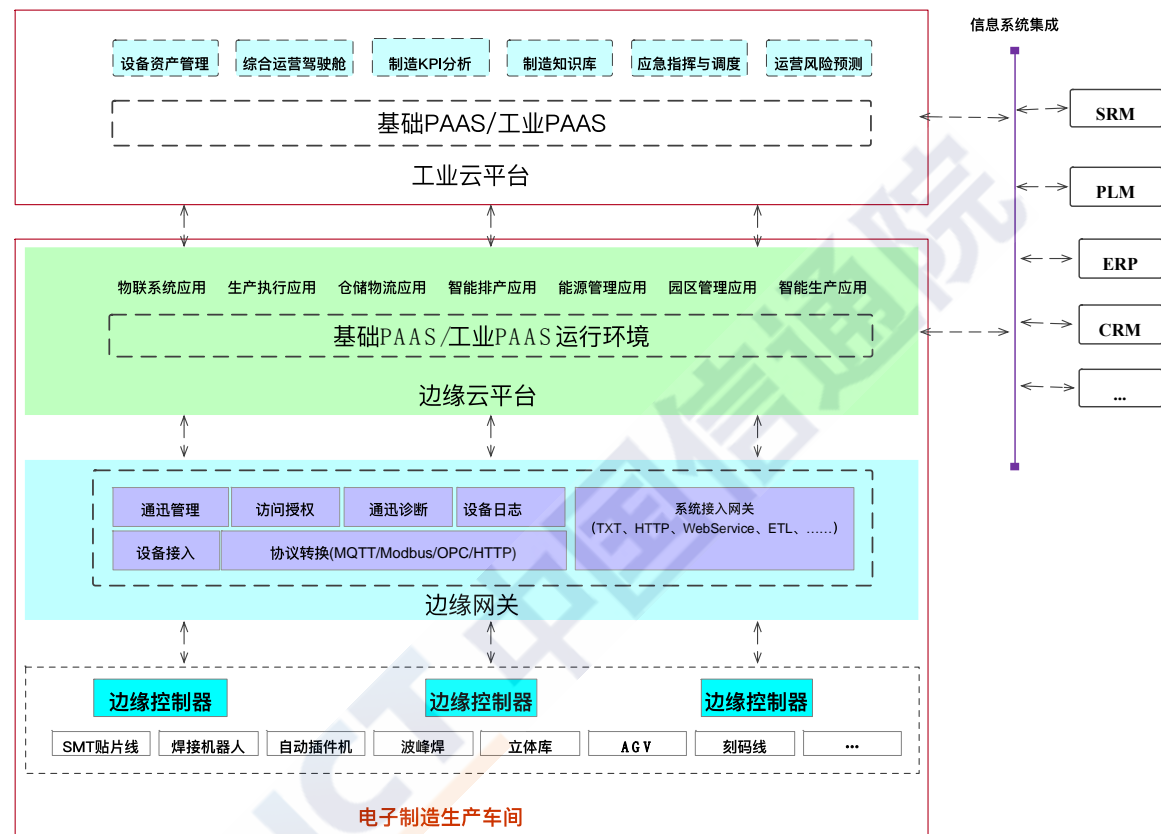 信息系统集成
设备资产管理
综合运营驾驶舱
制造KPI分析
制造知识库
应急指挥与调度
运营风险预测
基础PAAS/工业PAAS
工业云平台
SRM
PLM
ERP
CRM
...
物联系统应用
生产执行应用
仓储物流应用
智能排产应用
能源管理应用
园区管理应用
智能生产应用
基础PAAS/工业PAAS运行环境
边缘云平台
通迅管理
访问授权
通迅诊断
设备日志
系统接入网关
(TXT、HTTP、WebService、ETL、……)
设备接入
协议转换(MQTT/Modbus/OPC/HTTP)
边缘网关
边缘控制器
边缘控制器
边缘控制器
SMT贴片线
焊接机器人
自动插件机
波峰焊
立体库
AGV
刻码线
...
电子制造生产车间
ICT 中国信通院